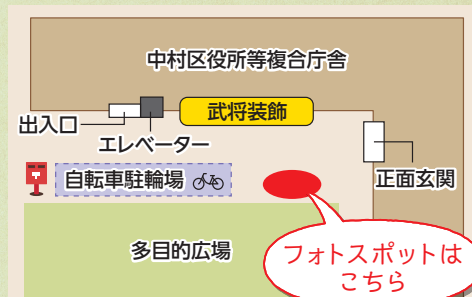 中村区役所等複合庁舎
武将装飾
出入口
エレベーター
正面玄関
自転車駐輪場
多目的広場
フォトスポットは
こちら